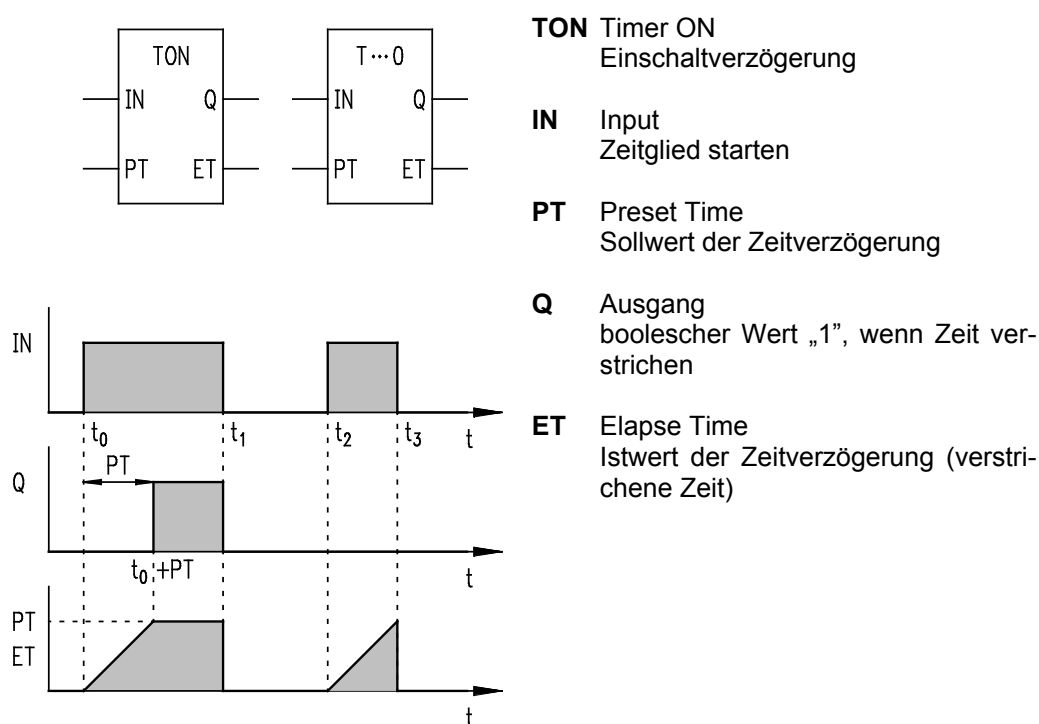 TON
IN Q
PT ET
T···0
IN Q
PT ET
TON Timer ON
Einschaltverzögerung
IN Input
Zeitglied starten
PT Preset Time
Sollwert der Zeitverzögerung
Q Ausgang
boolescher Wert „1”, wenn Zeit ver-
strichen
ET Elapse Time
Istwert der Zeitverzögerung (verstri-
chene Zeit)
IN
t0 t1 t2 t3 t
Q
PT
t0+PT t
PT
ET
t